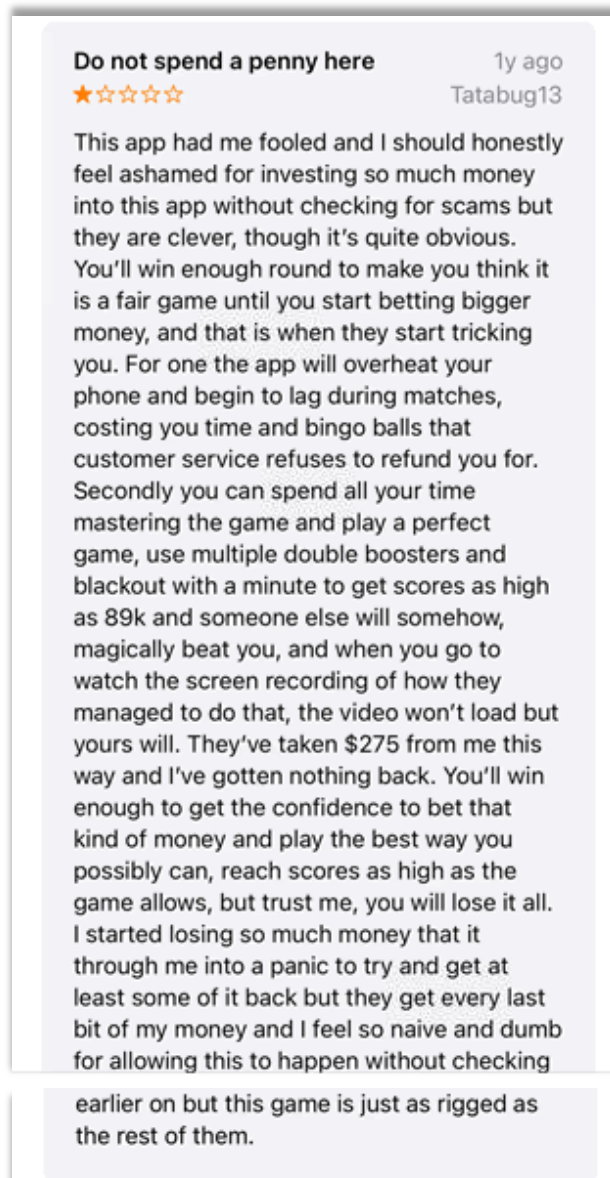 Do not spend a penny here
1y ago
Tatabug13
This app had me fooled and I should honestly
feel ashamed for investing so much money
into this app without checking for scams but
they are clever, though it’s quite obvious.
You’ll win enough round to make you think it
is a fair game until you start betting bigger
money, and that is when they start tricking
you. For one the app will overheat your
phone and begin to lag during matches,
costing you time and bingo balls that
customer service refuses to refund you for.
Secondly you can spend all your time
mastering the game and play a perfect
game, use multiple double boosters and
blackout with a minute to get scores as high
as 89k and someone else will somehow,
magically beat you, and when you go to
watch the screen recording of how they
managed to do that, the video won’t load but
yours will. They’ve taken $275 from me this
way and I’ve gotten nothing back. You’ll win
enough to get the confidence to bet that
kind of money and play the best way you
possibly can, reach scores as high as the
game allows, but trust me, you will lose it all.
I started losing so much money that it
through me into a panic to try and get at
least some of it back but they get every last
bit of my money and I feel so naive and dumb
for allowing this to happen without checking
earlier on but this game is just as rigged as
the rest of them.